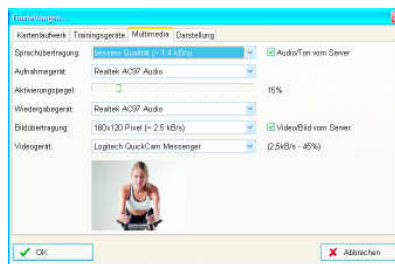 Einstellungen...
Kartenlaufwerk Trainingsgeräte Multimedia Darstellung
Sprachübertragung: bessere Qualität (~ 1.4 kB/s) Audio/Ton vom Server
Aufnahmegerät: Realtek AC97 Audio
Aktivierungspegel: 15%
Wiedergabegerät: Realtek AC97 Audio
Bildübertragung: 160x120 Pixel (~ 2.5 kB/s) Video/Bild vom Server
Videogerät: Logitech QuickCam Messenger (2,5kB/s - 45%)
OK Abbrechen